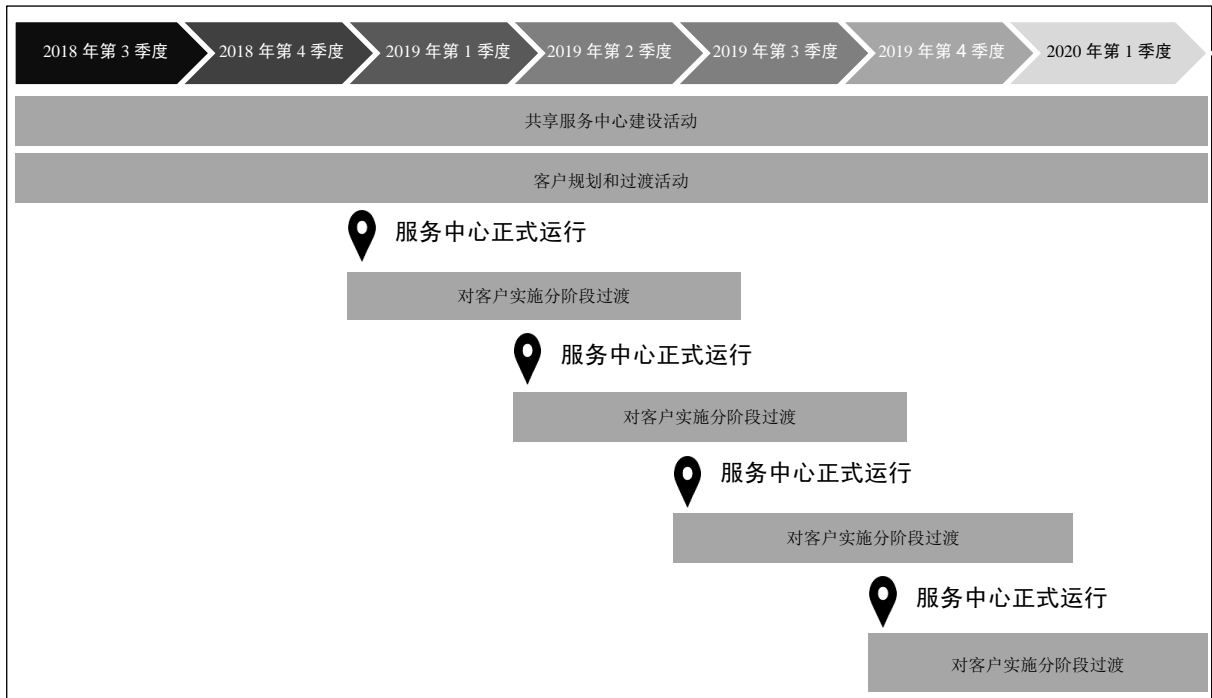 2018 年第 3 季度
2018 年第 4 季度
2019 年第 1 季度
2019 年第 2 季度
2019 年第 3 季度
2019 年第 4 季度
2020 年第 1 季度
共享服务中心建设活动
客户规划和过渡活动
服务中心正式运行
对客户实施分阶段过渡
服务中心正式运行
对客户实施分阶段过渡
服务中心正式运行
对客户实施分阶段过渡
服务中心正式运行
对客户实施分阶段过渡